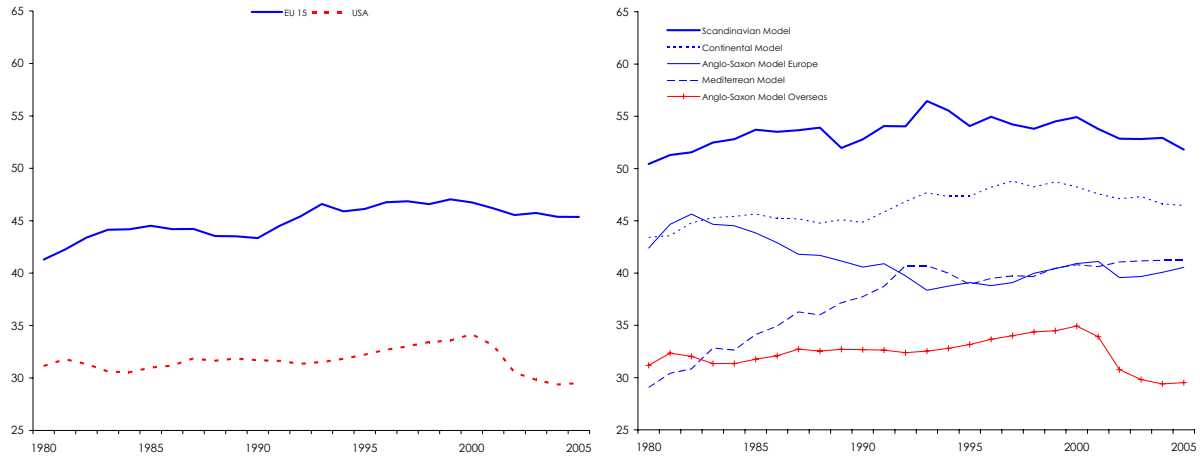 EU 15 USA
65
60
55
50
45
40
35
30
25
1980 1985 1990 1995 2000 2005
65
60
55
50
45
40
35
30
25
Scandinavian Model
Continental Model
Anglo-Saxon Model Europe
Mediterrean Model
Anglo-Saxon Model Overseas
1980 1985 1990 1995 2000 2005